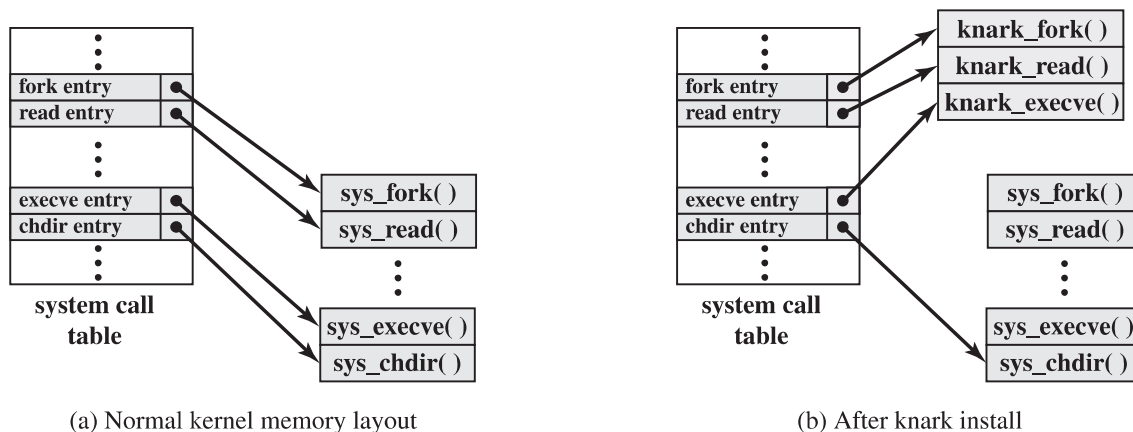 fork entry
read entry
execve entry
chdir entry
system call
table
sys_fork( )
sys_read( )
sys_execve( )
sys_chdir( )
(a) Normal kernel memory layout
fork entry
read entry
execve entry
chdir entry
system call
table
knark_fork( )
knark_read( )
knark_execve( )
sys_fork( )
sys_read( )
sys_execve( )
sys_chdir( )
(b) After knark install